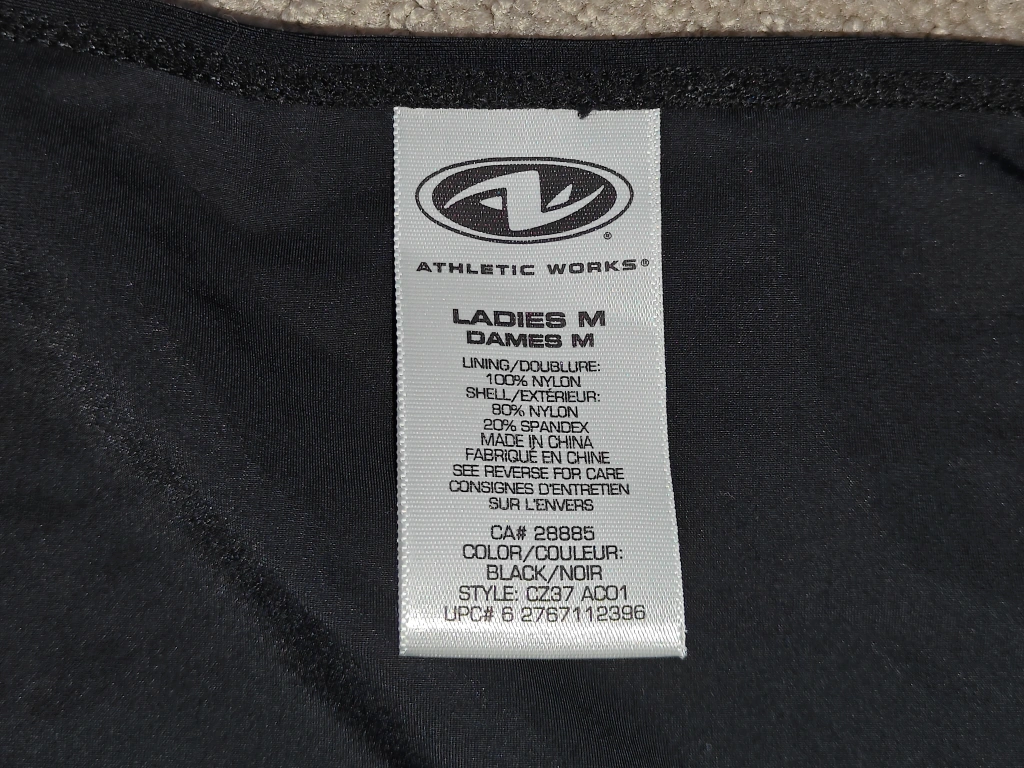 ATHLETIC WORKS®
LADIES M
DAMES M
LINING/DOUBLURE:
100% NYLON
SHELL/EXTÉRIEUR:
80% NYLON
20% SPANDEX
MADE IN CHINA
FABRIQUÉ EN CHINE
SEE REVERSE FOR CARE
CONSIGNES D'ENTRETIEN
SUR L'ENVERS
CA# 28885
COLOR/COULEUR:
BLACK/NOIR
STYLE: CZ37 AC01
UPC# 6 2767112396